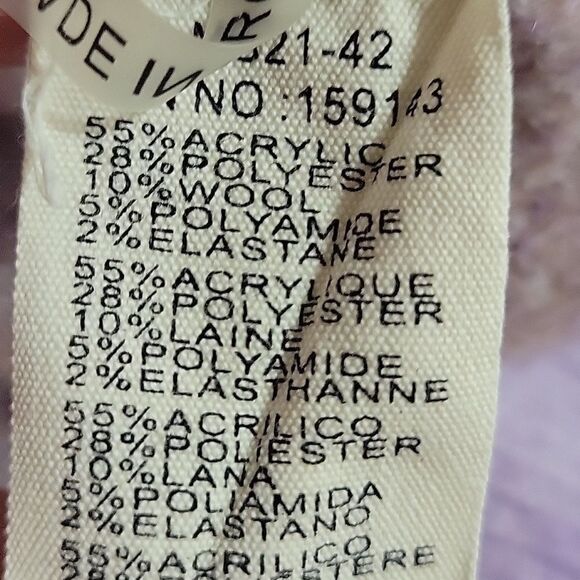 DE IN
21-42
NO :159143
55% ACRYLIC
28% POLYESTER
10% WOOL
5% POLYAMIDE
2% ELASTANE
55% ACRYLIQUE
28% POLYESTER
10% LAINE
5% POLYAMIDE
2% ELASTHANNE
55% ACRILICO
28% POLIESTER
10% LANA
5% POLIAMIDA
2% ELASTANO
55% ACRILICO